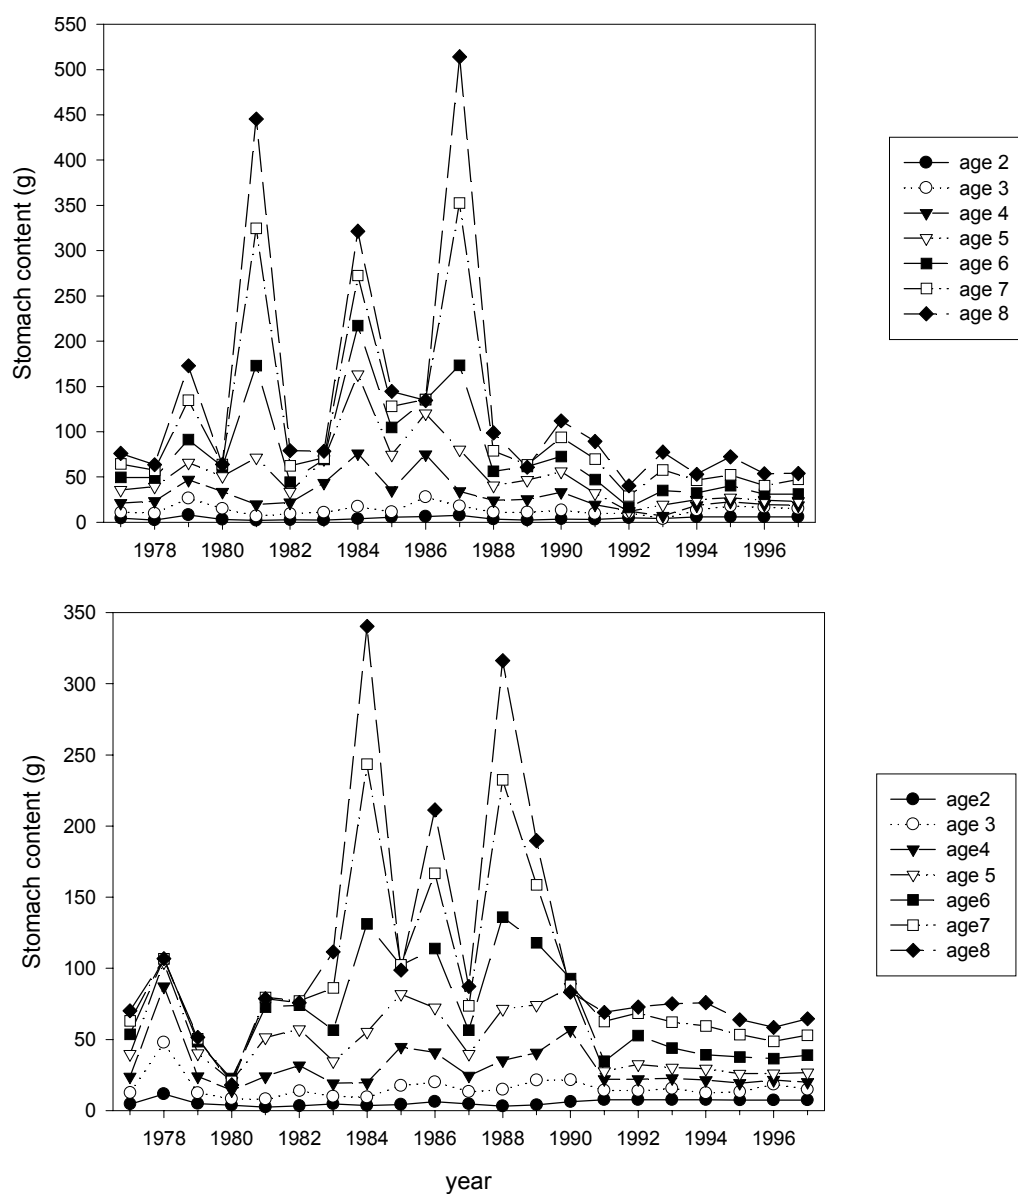 550
500
450
400
350
300
250
200
150
100
50
0
Stomach content (g)
1978 1980 1982 1984 1986 1988 1990 1992 1994 1996
age 2
age 3
age 4
age 5
age 6
age 7
age 8
350
300
250
200
150
100
50
0
Stomach content (g)
1978 1980 1982 1984 1986 1988 1990 1992 1994 1996
year
age2
age 3
age4
age 5
age6
age7
age8